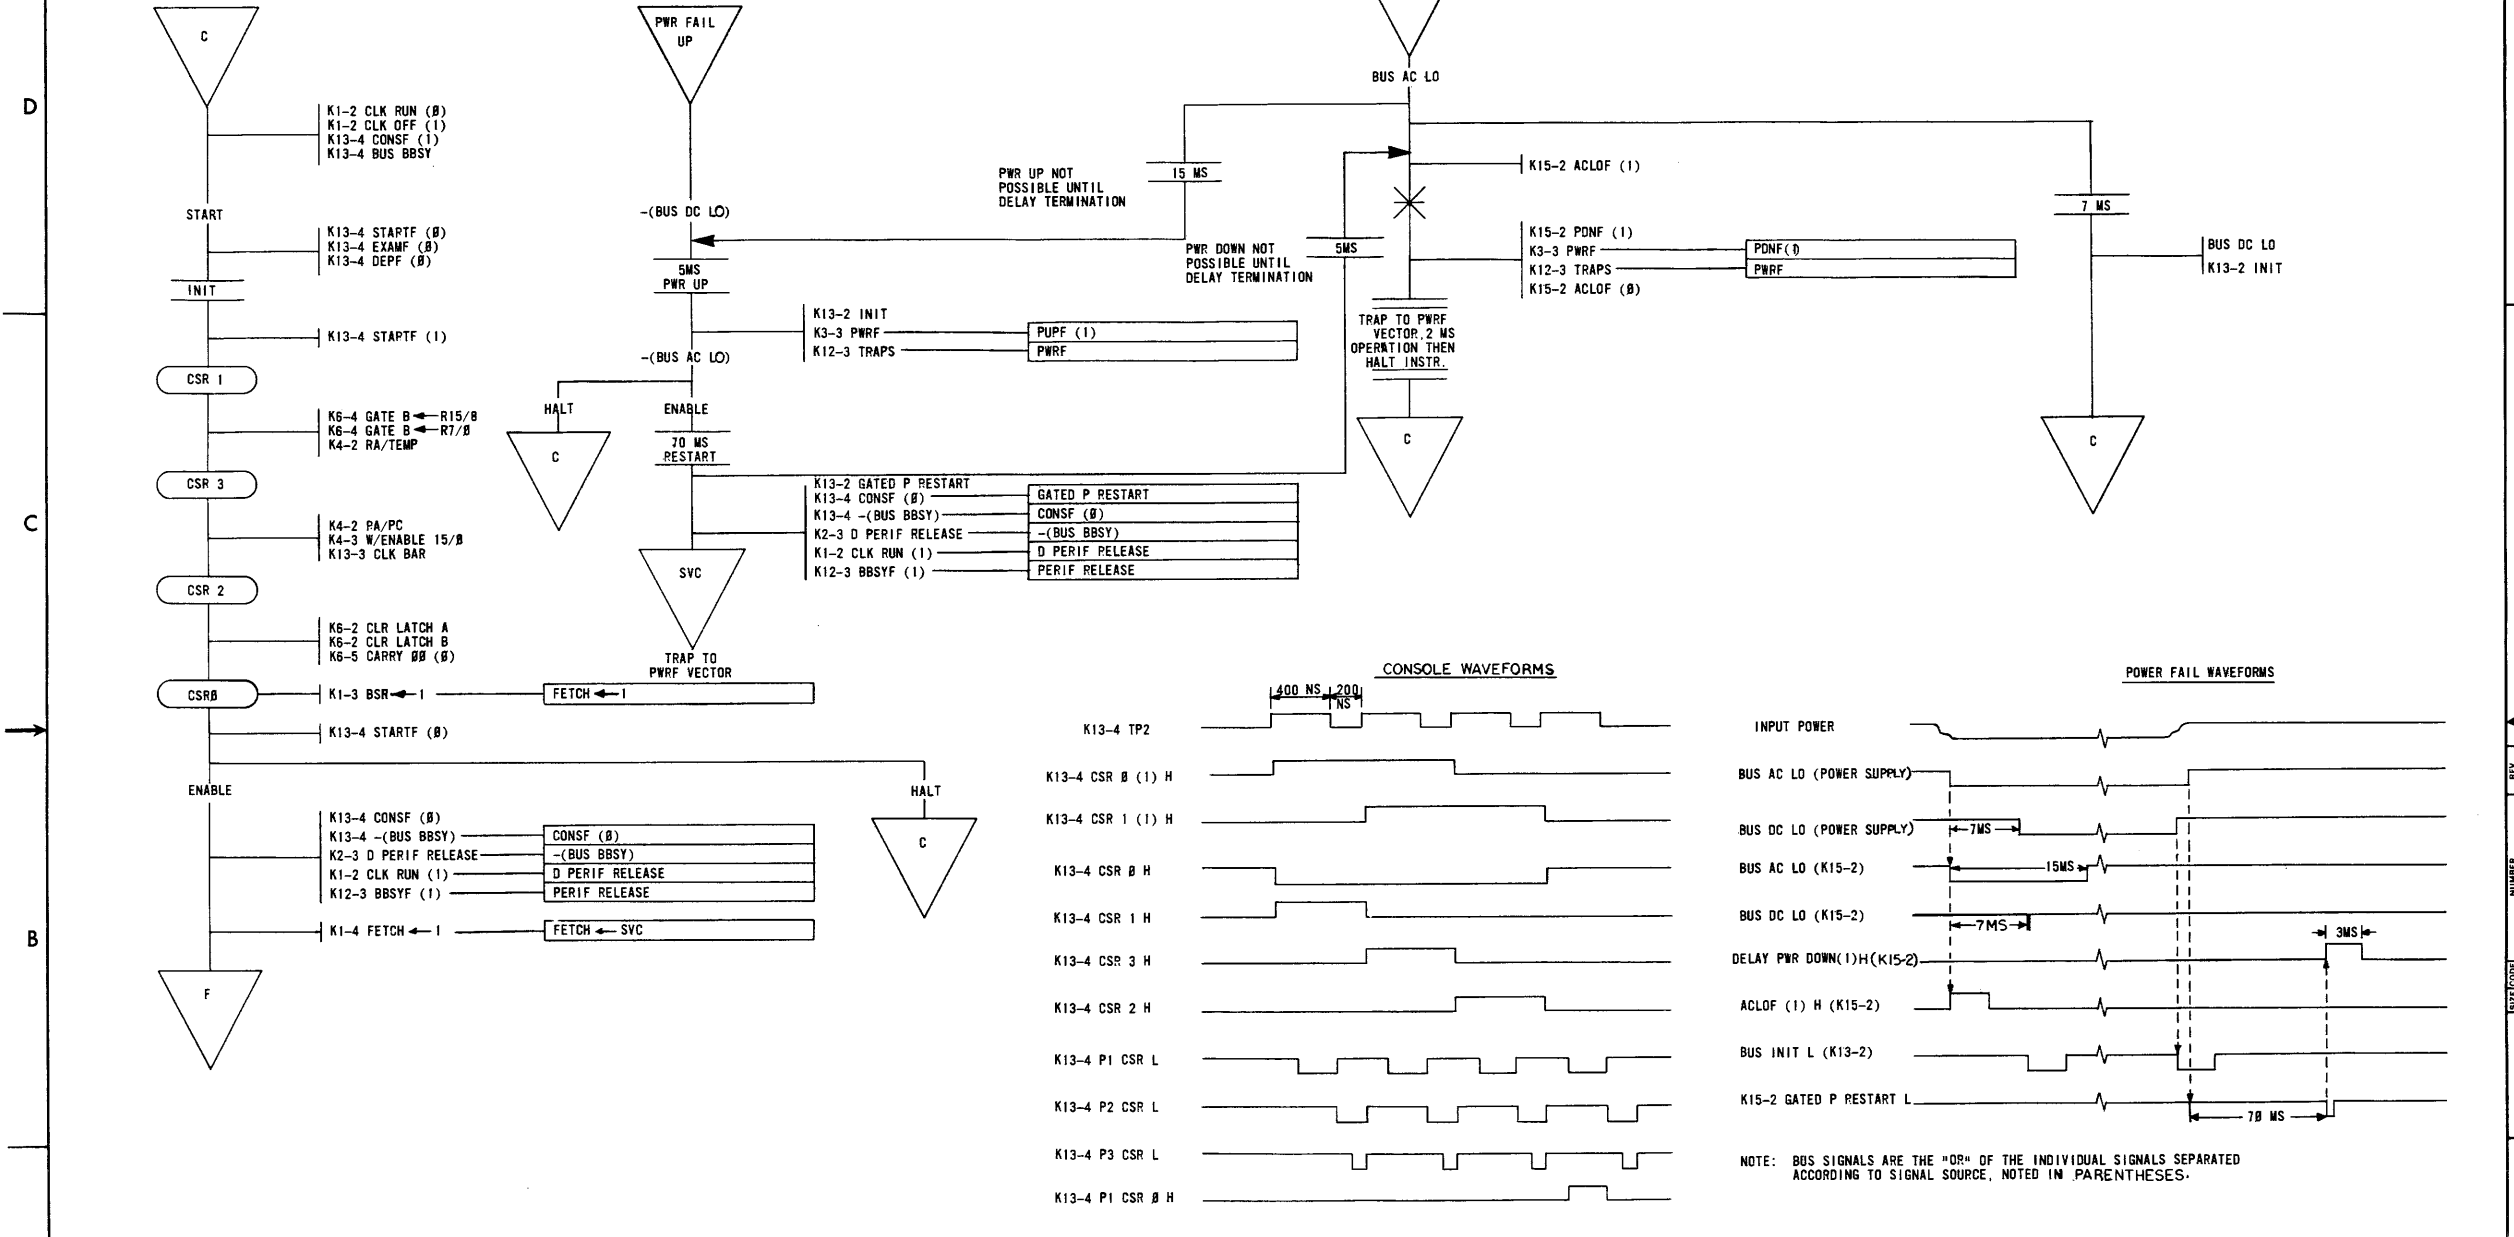 C
PWR FAIL
UP
BUS AC LO
D
K1-2 CLK RUN (Ø)
K1-2 CLK OFF (1)
K13-4 CONSF (1)
K13-4 BUS BBSY
START
K13-4 STAPTF (Ø)
K13-4 EXAMF (Ø)
K13-4 DEPF (Ø)
INIT
K13-4 STAPTF (1)
CSR 1
K6-4 GATE B ← R15/8
K6-4 GATE B ← R7/Ø
K4-2 RA/TEMP
CSR 3
C
K4-2 RA/PC
K4-3 W/ENABLE 15/Ø
K13-3 CLK BAR
CSR 2
K6-2 CLR LATCH A
K6-2 CLR LATCH B
K6-5 CARRY ØØ (Ø)
CSRØ
K1-3 BSR ← 1
FETCH ← 1
K13-4 STARTF (Ø)
ENABLE
HALT
C
K13-4 CONSF (Ø)
K13-4 -(BUS BBSY)
CONSF (Ø)
K2-3 D PERIF RELEASE
-(BUS BBSY)
K1-2 CLK RUN (1)
D PERIF RELEASE
K12-3 BBSYF (1)
PERIF RELEASE
K1-4 FETCH ← 1
FETCH ← SVC
B
F
-(BUS DC LO)
5MS
PWR UP
K13-2 INIT
K3-3 PWRF
PUPF (1)
K12-3 TRAPS
PWRF
-(BUS AC LO)
HALT
ENABLE
C
70 MS
RESTART
K13-2 GATED P RESTART
K13-4 CONSF (Ø)
GATED P RESTART
K13-4 -(BUS BBSY)
CONSF (Ø)
K2-3 D PERIF RELEASE
-(BUS BBSY)
K1-2 CLK RUN (1)
D PERIF RELEASE
K12-3 BBSYF (1)
PERIF RELEASE
SVC
TRAP TO
PWRF VECTOR
PWR UP NOT
POSSIBLE UNTIL
DELAY TERMINATION
15 MS
PWR DOWN NOT
POSSIBLE UNTIL
DELAY TERMINATION
5MS
K15-2 ACLOF (1)
K15-2 PDNF (1)
K3-3 PWRF
PDNF(1)
K12-3 TRAPS
PWRF
K15-2 ACLOF (Ø)
TRAP TO PWRF
VECTOR,2 MS
OPERATION THEN
HALT INSTR.
C
7 MS
BUS DC LO
K13-2 INIT
C
CONSOLE WAVEFORMS
400 NS
200
NS
K13-4 TP2
K13-4 CSR Ø (1) H
K13-4 CSR 1 (1) H
K13-4 CSR Ø H
K13-4 CSR 1 H
K13-4 CSR 3 H
K13-4 CSR 2 H
K13-4 P1 CSR L
K13-4 P2 CSR L
K13-4 P3 CSR L
K13-4 P1 CSR Ø H
POWER FAIL WAVEFORMS
INPUT POWER
BUS AC LO (POWER SUPPLY)
BUS DC LO (POWER SUPPLY)
7MS
BUS AC LO (K15-2)
15MS
BUS DC LO (K15-2)
7MS
3MS
DELAY PWR DOWN(1)H(K15-2)
ACLOF (1) H (K15-2)
BUS INIT L (K13-2)
K15-2 GATED P RESTART L
7Ø MS
NOTE: BUS SIGNALS ARE THE "OR" OF THE INDIVIDUAL SIGNALS SEPARATED
ACCORDING TO SIGNAL SOURCE, NOTED IN PARENTHESES.
REV
NUMBER
SIZE CODE